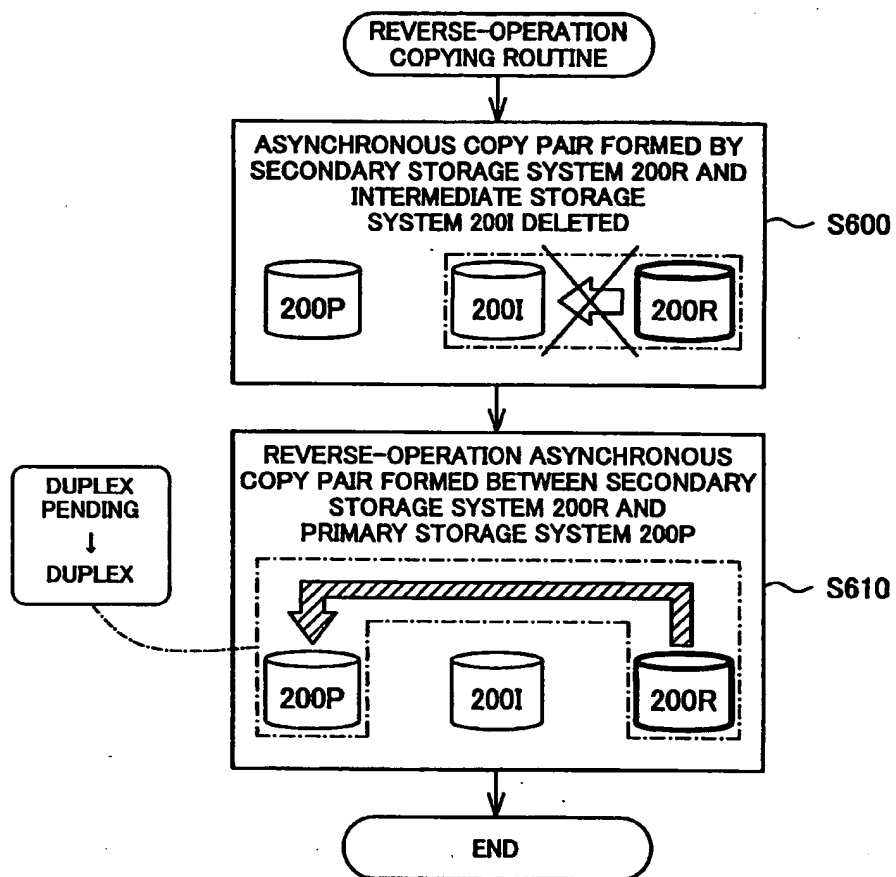 REVERSE-OPERATION
COPYING ROUTINE
ASYNCHRONOUS COPY PAIR FORMED BY
SECONDARY STORAGE SYSTEM 200R AND
INTERMEDIATE STORAGE
SYSTEM 200I DELETED
S600
200P
200I
200R
REVERSE-OPERATION ASYNCHRONOUS
COPY PAIR FORMED BETWEEN SECONDARY
STORAGE SYSTEM 200R AND
PRIMARY STORAGE SYSTEM 200P
DUPLEX
PENDING
↓
DUPLEX
S610
200P
200I
200R
END